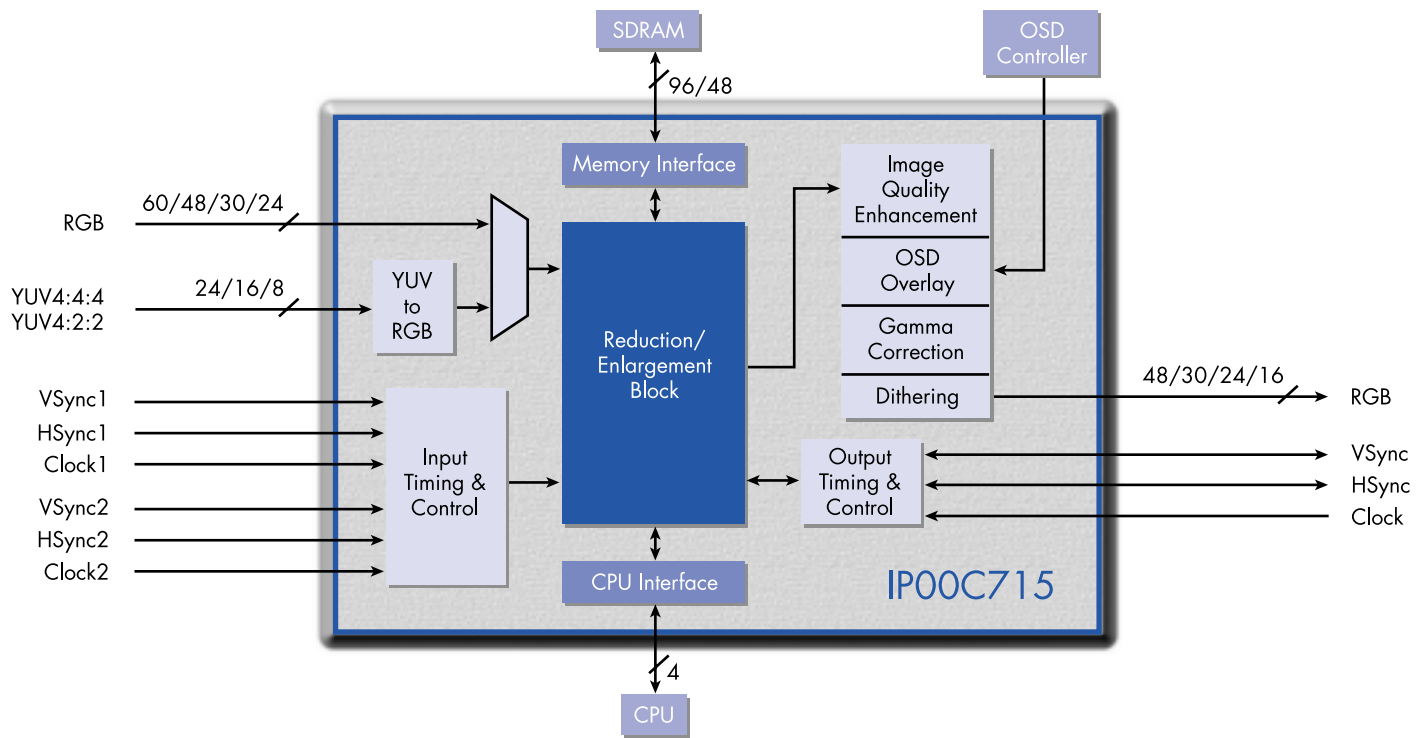 SDRAM
OSD
Controller
96/48
Memory Interface
Image
Quality
Enhancement
60/48/30/24
RGB
YUV4:4:4
YUV4:2:2
24/16/8
YUV
to
RGB
OSD
Overlay
Reduction/
Enlargement
Block
Gamma
Correction
Dithering
48/30/24/16
RGB
VSync1
HSync1
Clock1
VSync2
HSync2
Clock2
Input
Timing &
Control
Output
Timing &
Control
VSync
HSync
Clock
CPU Interface
IP00C715
4
CPU